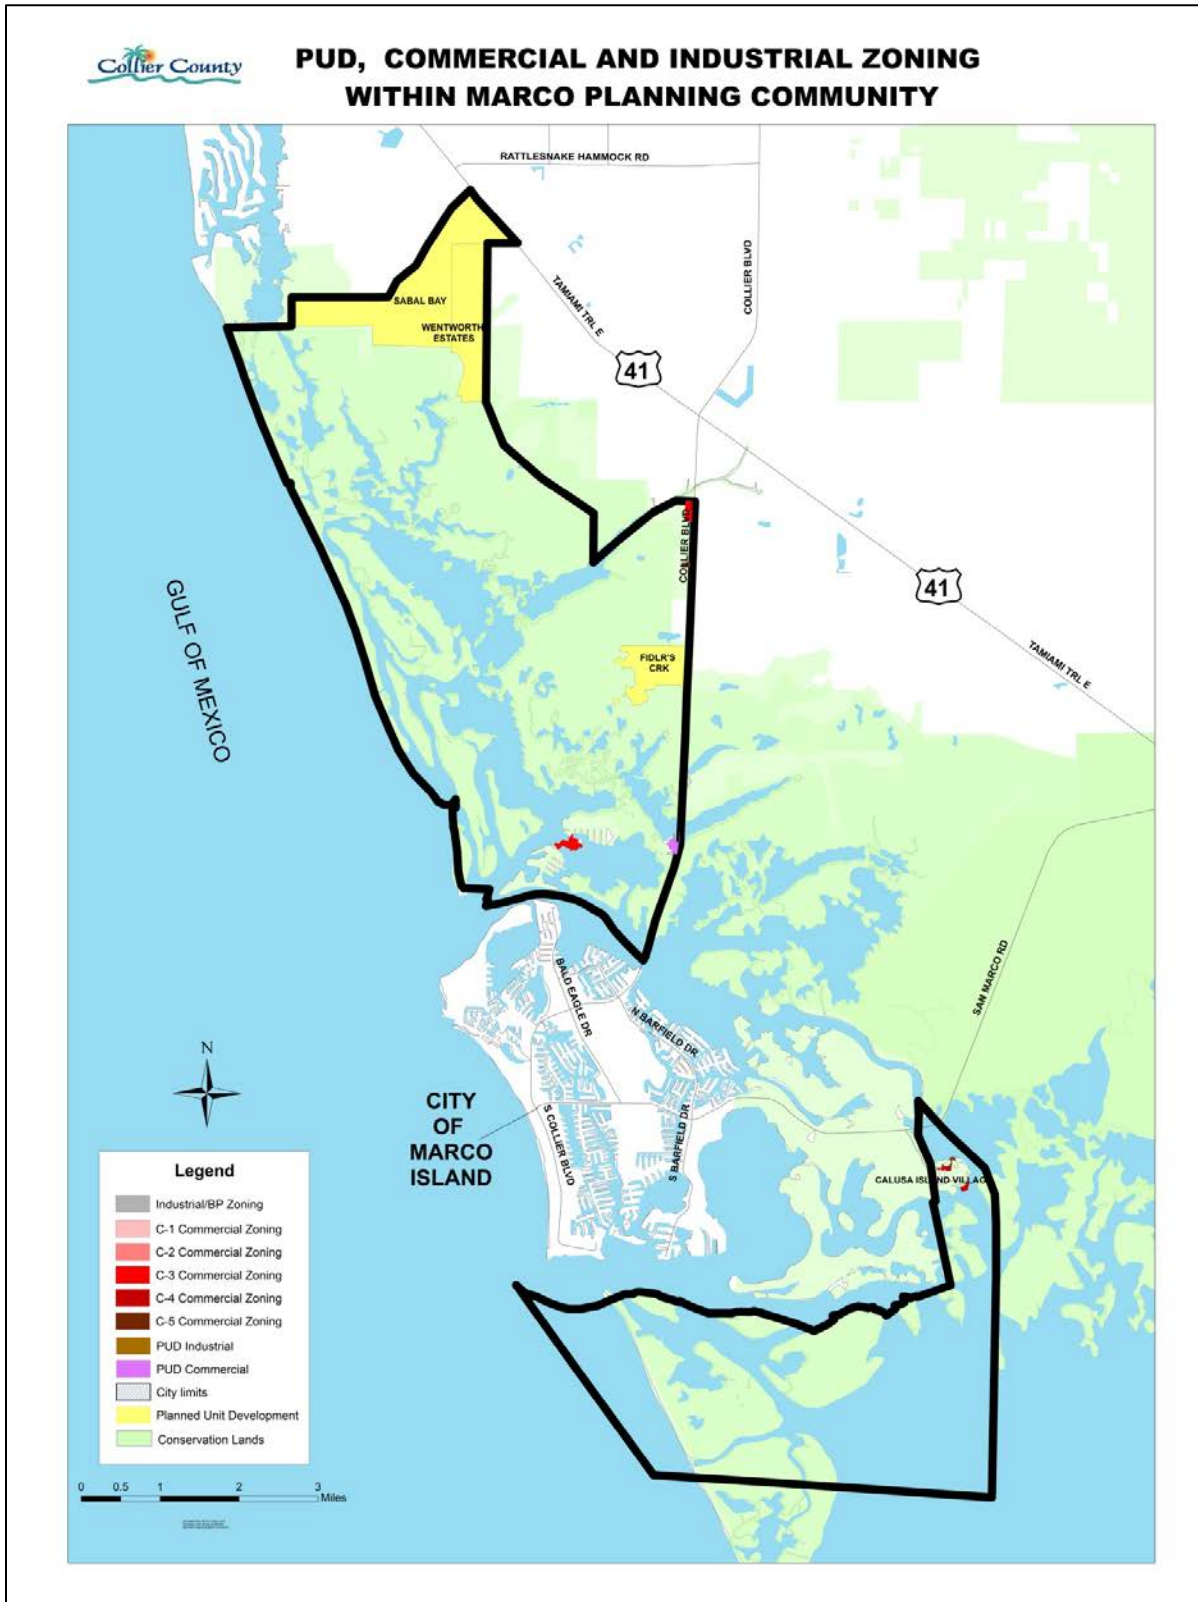 Collier County
PUD, COMMERCIAL AND INDUSTRIAL ZONING
WITHIN MARCO PLANNING COMMUNITY
RATTLESNAKE HAMMOCK RD
COLLIER BLVD
TAMIAMI TRL E
SABAL BAY
WENTWORTH
ESTATES
41
COLLIER BLVD
41
GULF OF MEXICO
FIDLR'S
CRK
TAMIAMI TRL E
SAN MARCO RD
BALD EAGLE DR
N BARFIELD DR
N
CITY
OF
MARCO
ISLAND
S COLLIER BLVD
S BARFIELD DR
CALUSA ISLAND VILLAG
Legend
Industrial/BP Zoning
C-1 Commercial Zoning
C-2 Commercial Zoning
C-3 Commercial Zoning
C-4 Commercial Zoning
C-5 Commercial Zoning
PUD Industrial
PUD Commercial
City limits
Planned Unit Development
Conservation Lands
0 0.5 1 2 3
Miles